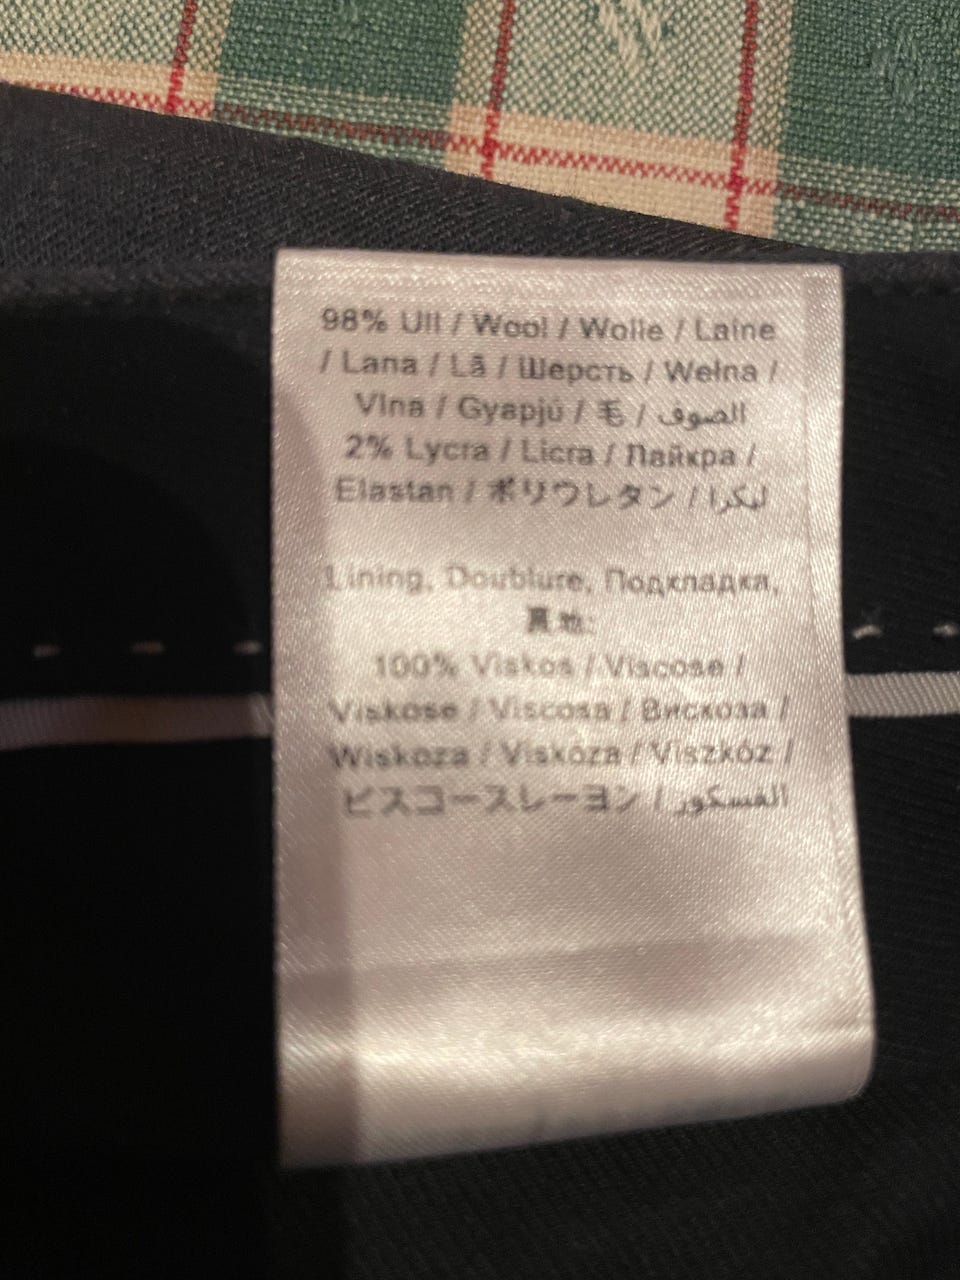 98% Ull / Wool / Wolle / Laine
/ Lana / Lã / Шерсть / Wełna /
Vlna / Gyapjú / 毛 / الصوف
2% Lycra / Licra / Лайкра /
Elastan / ポリウレタン / ليكرا
Lining, Doublure, Подкладка,
裏地:
100% Viskos / Viscose /
Viskose / Viscosa / Вискоза /
Wiskoza / Viskóza / Viszkóz /
ビスコースレーヨン / الفسكوز